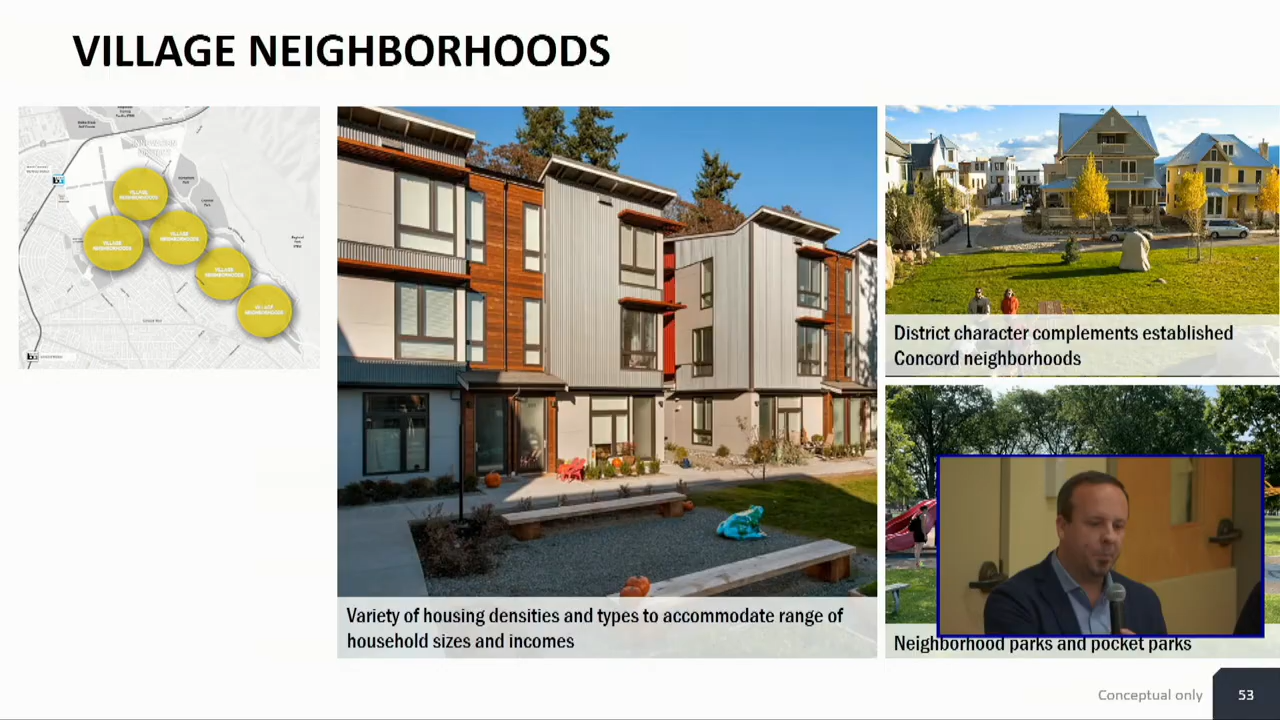 VILLAGE NEIGHBORHOODS
VILLAGE
NEIGHBORHOODS
VILLAGE
NEIGHBORHOODS
VILLAGE
NEIGHBORHOODS
VILLAGE
NEIGHBORHOODS
VILLAGE
NEIGHBORHOODS
District character complements established
Concord neighborhoods
Variety of housing densities and types to accommodate range of
household sizes and incomes
Neighborhood parks and pocket parks
Conceptual only
53